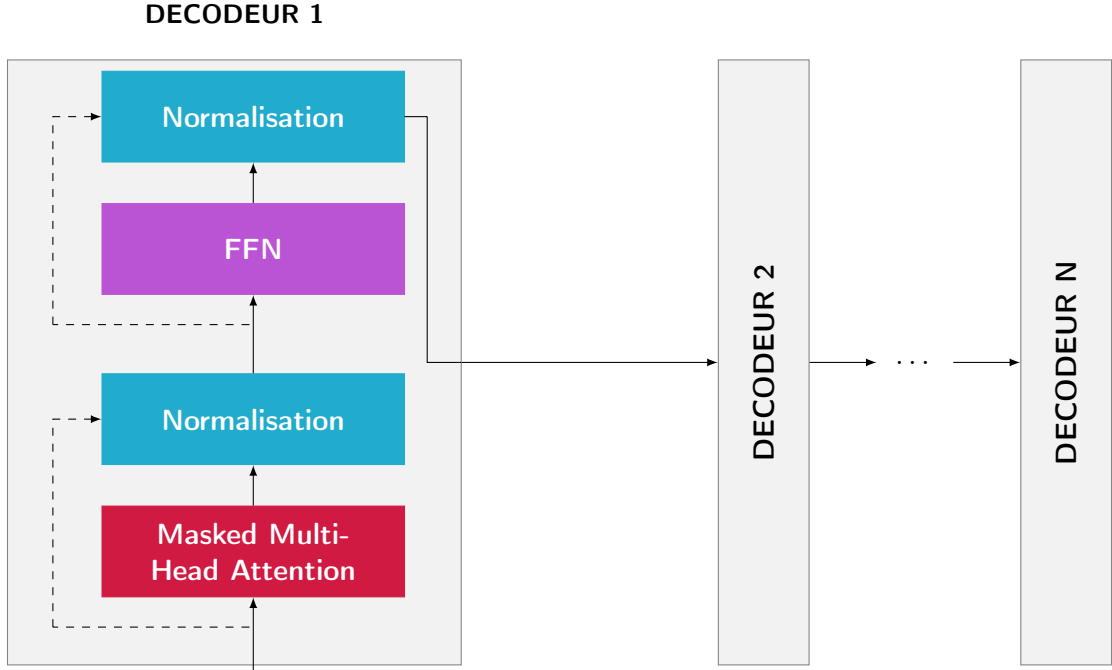 DECODEUR 1
Normalisation
FFN
Normalisation
Masked Multi-
Head Attention
DECODEUR 2
...
DECODEUR N